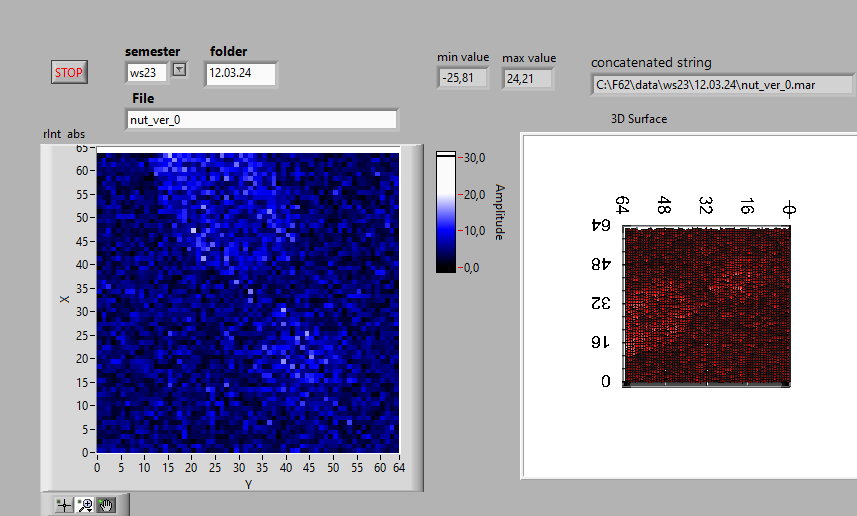 semester
folder
min value
max value
concatenated string
STOP
ws23
12.03.24
-25,81
24,21
C:\F62\data\ws23\12.03.24\nut_ver_0.mar
File
nut_ver_0
3D Surface
rInt abs
65
60
55
50
45
40
35
30
25
20
15
10
5
0
X
0 5 10 15 20 25 30 35 40 45 50 55 60 64
Y
30,0
20,0
10,0
0,0
Amplitude
64 48 32 16 0
64
48
32
16
0